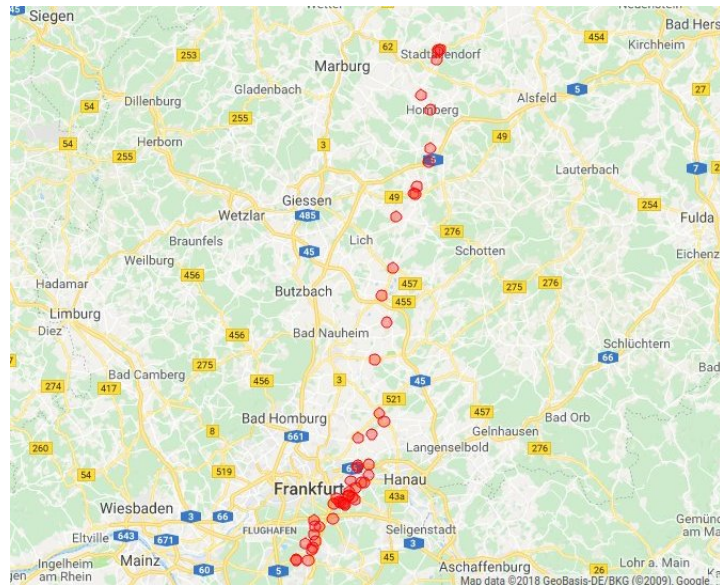 Siegen
Wetter
Neuenstein
Bad Hers
62
454
253
Stadtallendorf
Kirchheim
Marburg
5
Gladenbach
27
Dillenburg
54
Homberg
Alsfeld
255
Herborn
3
49
54
255
5
7
Lauterbach
Giessen
49
254
Wetzlar
485
Fulda
276
Braunfels
Lich
45
Schotten
Eichenz
Weilburg
456
275
276
Hadamar
Butzbach
457
455
Limburg
Diez
Bad Nauheim
456
Schlüchtern
66
275
Bad Camberg
3
45
274
417
456
521
457
Bad Homburg
Bad Orb
8
661
Gelnhausen
260
Langenselbold
276
54
519
Frankfurt
Hanau
43a
Wiesbaden
3
66
FLUGHAFEN
Seligenstadt
Eltville
643
671
3
Mainz
45
Ingelheim
am Rhein
60
5
Aschaffenburg
26
Lohr a. Main
Map data ©2018 GeoBasis-DE/BKG (©2009), Google